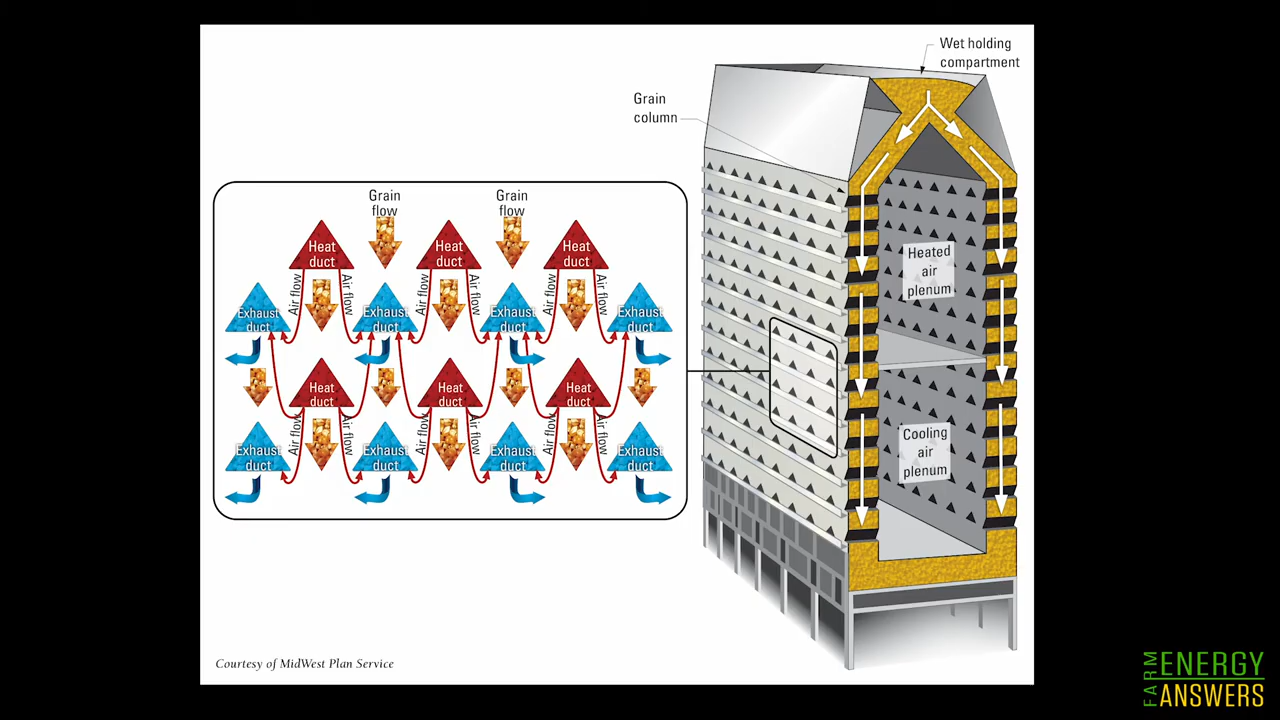 Wet holding
compartment
Grain
column
Grain
flow
Grain
flow
Heat
duct
Heat
duct
Heat
duct
Air flow
Air flow
Air flow
Air flow
Air flow
Air flow
Exhaust
duct
Exhaust
duct
Exhaust
duct
Exhaust
duct
Heat
duct
Heat
duct
Heat
duct
Air flow
Air flow
Air flow
Air flow
Air flow
Air flow
Exhaust
duct
Exhaust
duct
Exhaust
duct
Exhaust
duct
Heated
air
plenum
Cooling
air
plenum
Courtesy of MidWest Plan Service
FARM
ENERGY
ANSWERS